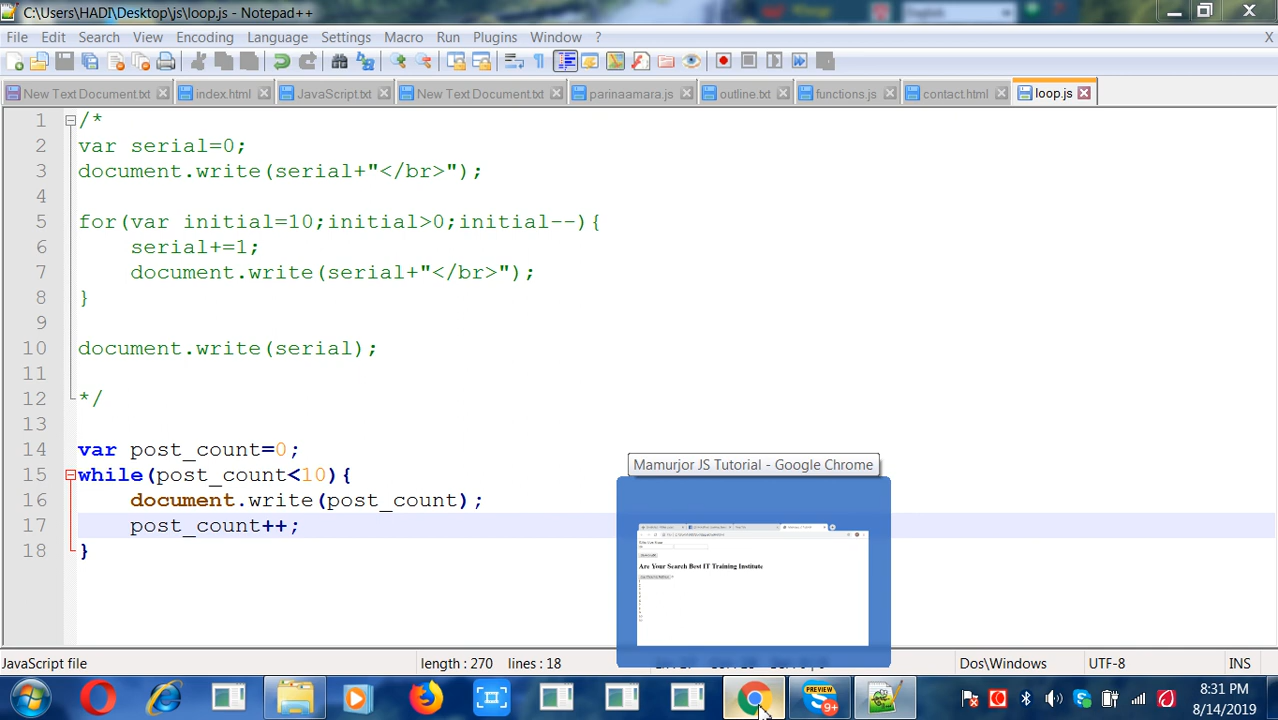 C:\Users\HADI\Desktop\js\loop.js - Notepad++
File Edit Search View Encoding Language Settings Macro Run Plugins Window ? X
New Text Document.txt index.html JavaScript.txt New Text Document.txt parinaamara.js outline.txt functions.js contact.html loop.js
1 /*
2 var serial=0;
3 document.write(serial+"</br>");
4
5 for(var initial=10;initial>0;initial--){
6 serial+=1;
7 document.write(serial+"</br>");
8 }
9
10 document.write(serial);
11
12 */
13
14 var post_count=0;
15 while(post_count<10){
16 document.write(post_count);
17 post_count++;
18 }
Mamurjor JS Tutorial - Google Chrome
Are Your Search Best IT Training Institute
JavaScript file length : 270 lines : 18 Dos\Windows UTF-8 INS
PREVIEW
9+
8:31 PM
8/14/2019